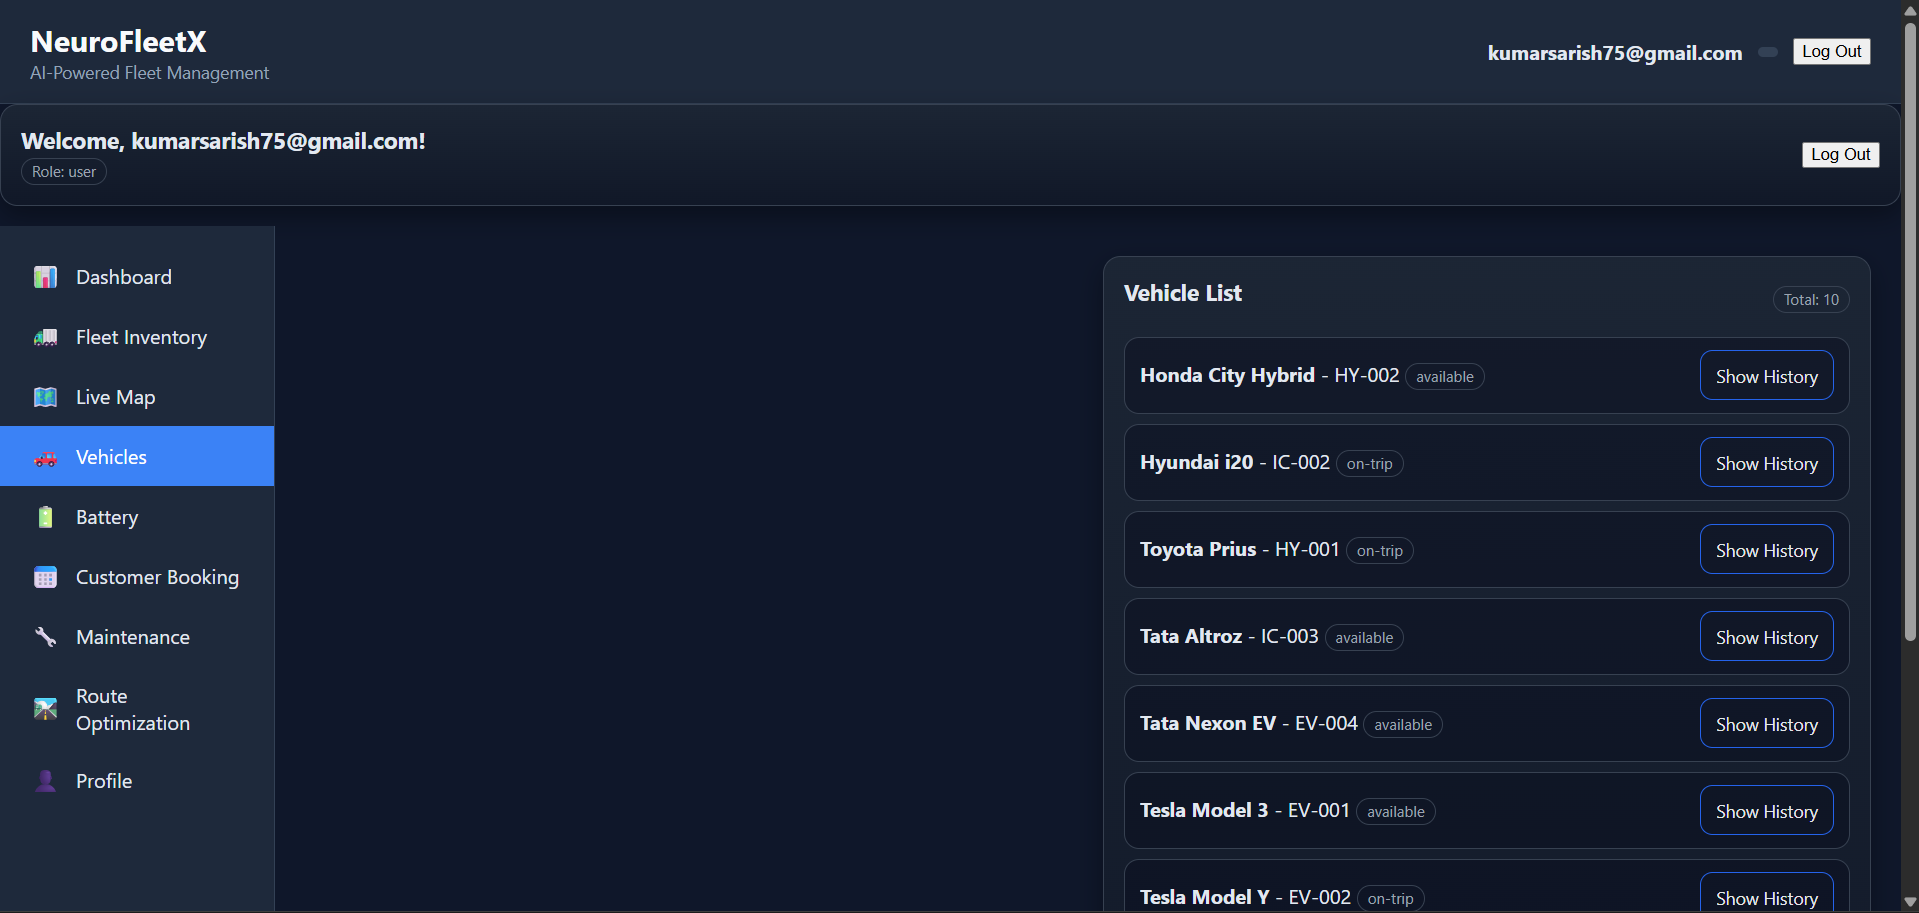 NeuroFleetX
AI-Powered Fleet Management
kumarsarish75@gmail.com
Log Out
Welcome, kumarsarish75@gmail.com!
Role: user
Log Out
Dashboard
Fleet Inventory
Live Map
Vehicles
Battery
Customer Booking
Maintenance
Route
Optimization
Profile
Vehicle List
Total: 10
Honda City Hybrid - HY-002 available
Show History
Hyundai i20 - IC-002 on-trip
Show History
Toyota Prius - HY-001 on-trip
Show History
Tata Altroz - IC-003 available
Show History
Tata Nexon EV - EV-004 available
Show History
Tesla Model 3 - EV-001 available
Show History
Tesla Model Y - EV-002 on-trip
Show History